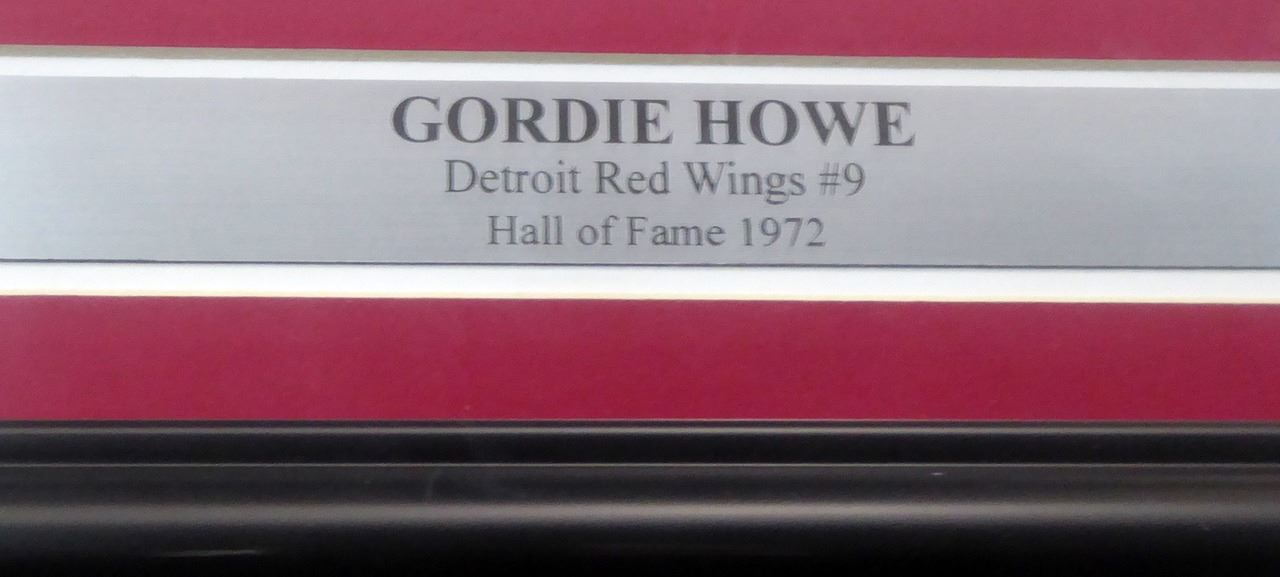 GORDIE HOWE
Detroit Red Wings #9
Hall of Fame 1972